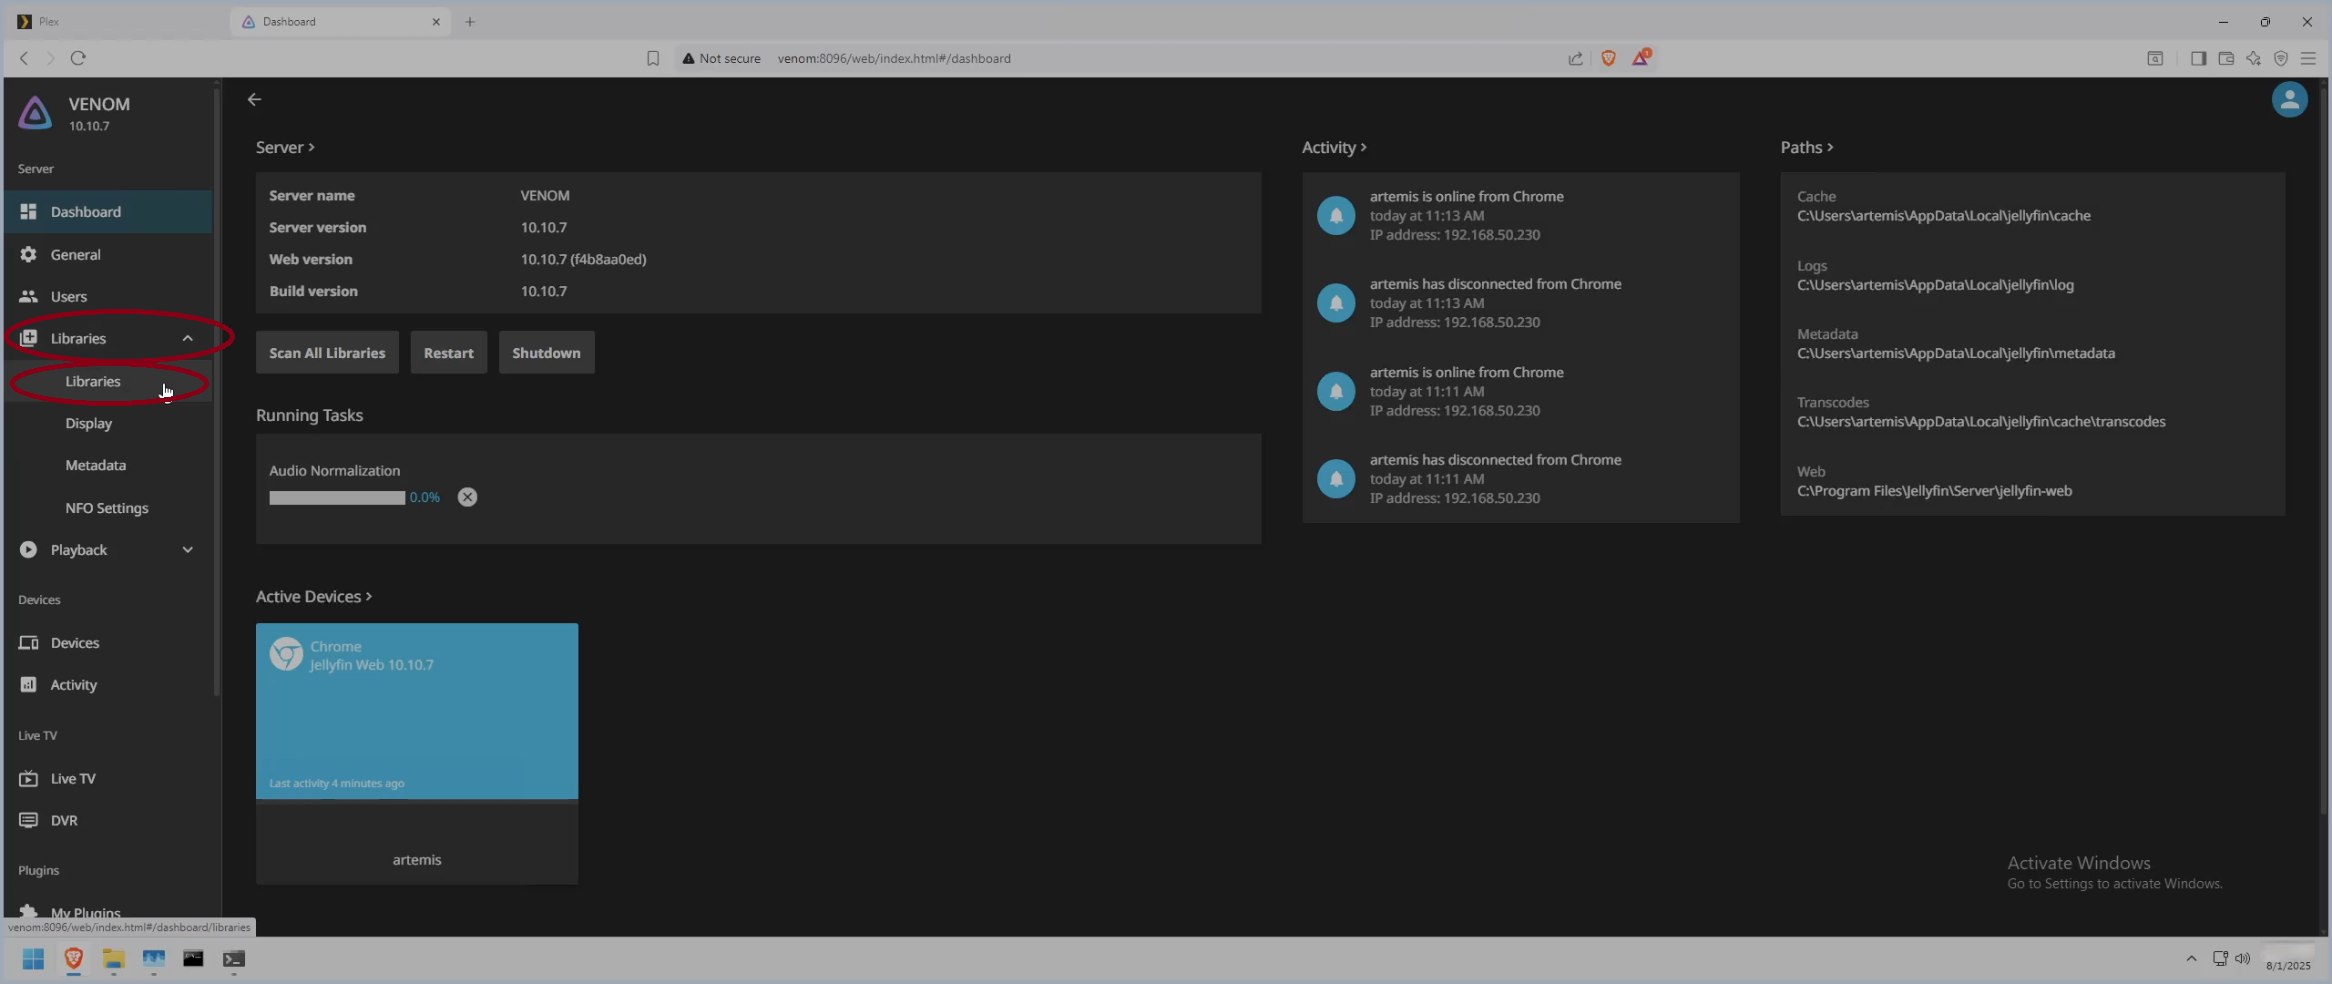 Plex
Dashboard
Not secure
venom:8096/web/index.html#/dashboard
1
VENOM
10.10.7
Server
Dashboard
General
Users
Libraries
Libraries
Display
Metadata
NFO Settings
Playback
Devices
Devices
Activity
Live TV
Live TV
DVR
Plugins
My Plugins
venom:8096/web/index.html#/dashboard/libraries
Server >
Server name VENOM
Server version 10.10.7
Web version 10.10.7 (f4b8aa0ed)
Build version 10.10.7
Scan All Libraries Restart Shutdown
Running Tasks
Audio Normalization
0.0%
Active Devices >
Chrome
Jellyfin Web 10.10.7
Last activity 4 minutes ago
artemis
Activity >
artemis is online from Chrome
today at 11:13 AM
IP address: 192.168.50.230
artemis has disconnected from Chrome
today at 11:13 AM
IP address: 192.168.50.230
artemis is online from Chrome
today at 11:11 AM
IP address: 192.168.50.230
artemis has disconnected from Chrome
today at 11:11 AM
IP address: 192.168.50.230
Paths >
Cache
C:\Users\artemis\AppData\Local\jellyfin\cache
Logs
C:\Users\artemis\AppData\Local\jellyfin\log
Metadata
C:\Users\artemis\AppData\Local\jellyfin\metadata
Transcodes
C:\Users\artemis\AppData\Local\jellyfin\cache\transcodes
Web
C:\Program Files\Jellyfin\Server\jellyfin-web
Activate Windows
Go to Settings to activate Windows.
8/1/2025